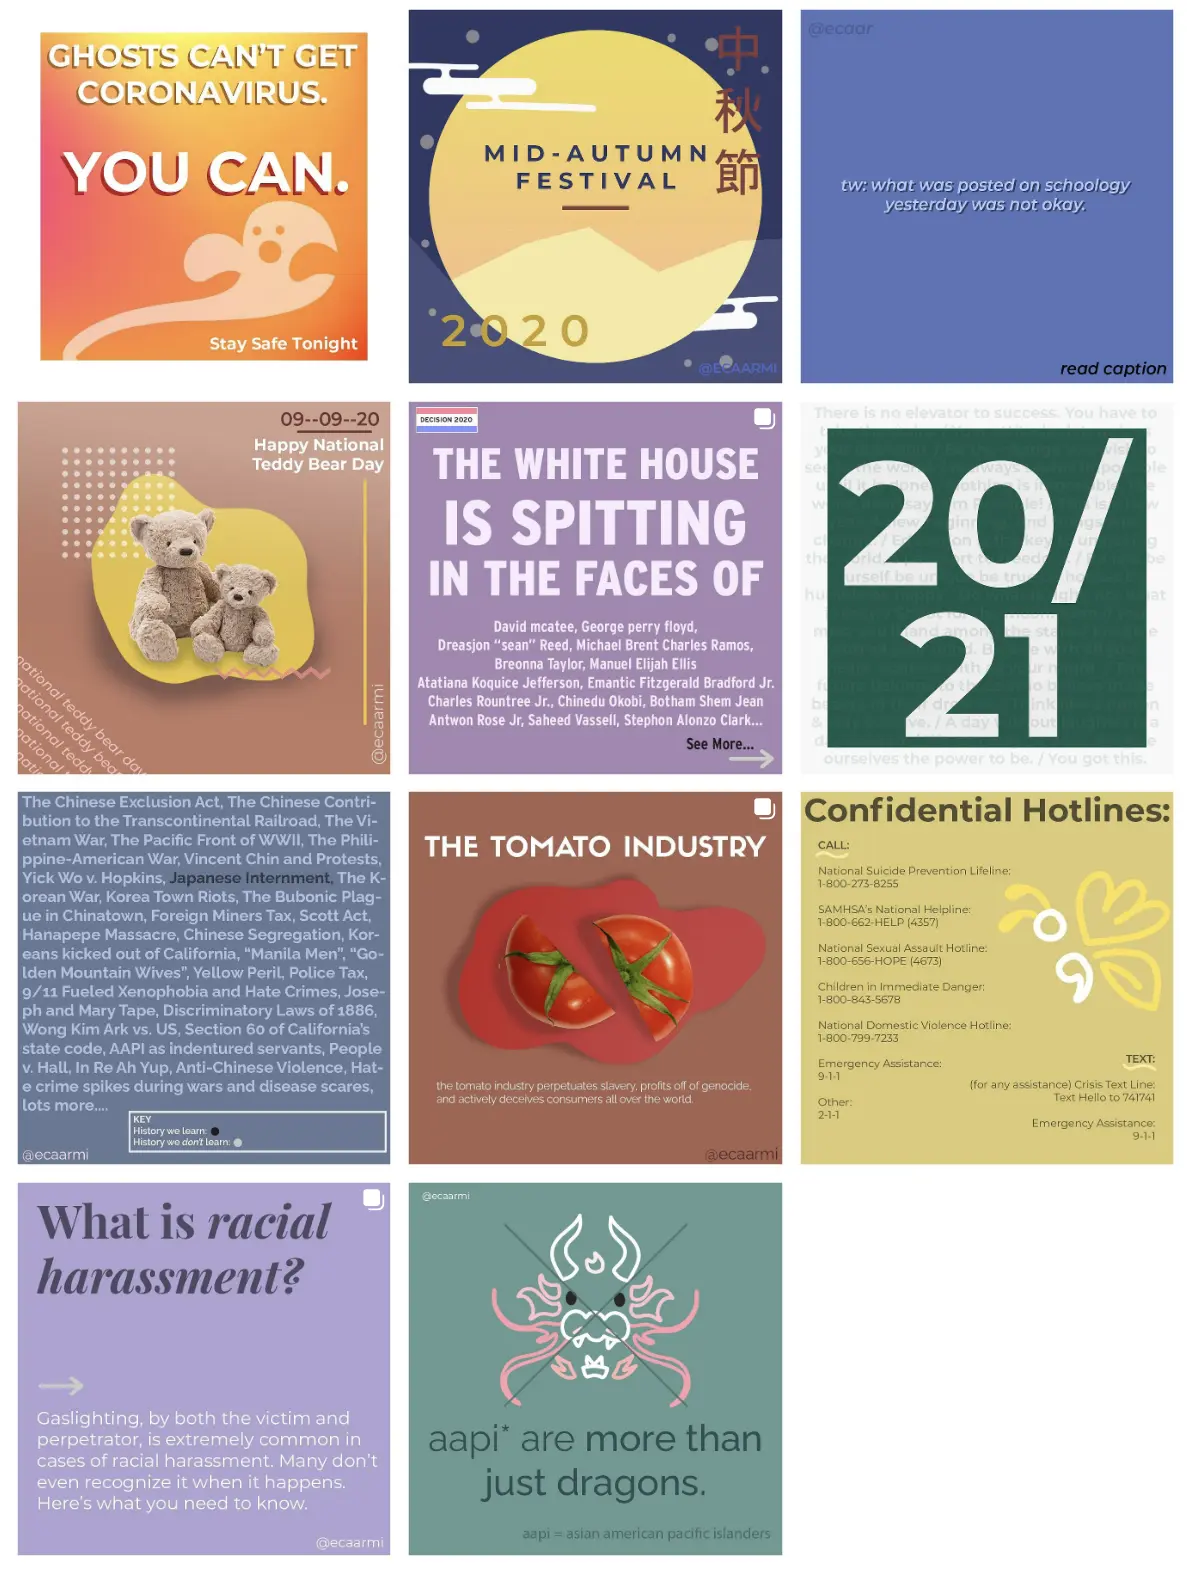 GHOSTS CAN'T GET
CORONAVIRUS.
YOU CAN.
Stay Safe Tonight
中
秋
節
MID-AUTUMN
FESTIVAL
2020
@ECAARMI
@ecaar
tw: what was posted on schoology
yesterday was not okay.
read caption
09--09--20
Happy National
Teddy Bear Day
national teddy bear day
national teddy bear
national teddy
national t
@ecaarmi
DECISION 2020
THE WHITE HOUSE
IS SPITTING
IN THE FACES OF
David mcatee, George perry floyd,
Dreasjon "sean" Reed, Michael Brent Charles Ramos,
Breonna Taylor, Manuel Elijah Ellis
Atatiana Koquice Jefferson, Emantic Fitzgerald Bradford Jr.
Charles Rountree Jr., Chinedu Okobi, Botham Shem Jean
Antwon Rose Jr, Saheed Vassell, Stephon Alonzo Clark...
See More...
There is no elevator to success. You have to
20/
21
ourselves the power to be. / You got this.
The Chinese Exclusion Act, The Chinese Contri-
bution to the Transcontinental Railroad, The Vi-
etnam War, The Pacific Front of WWII, The Phili-
ppine-American War, Vincent Chin and Protests,
Yick Wo v. Hopkins, Japanese Internment, The K-
orean War, Korea Town Riots, The Bubonic Plag-
ue in Chinatown, Foreign Miners Tax, Scott Act,
Hanapepe Massacre, Chinese Segregation, Kor-
eans kicked out of California, "Manila Men", "Go-
lden Mountain Wives", Yellow Peril, Police Tax,
9/11 Fueled Xenophobia and Hate Crimes, Jose-
ph and Mary Tape, Discriminatory Laws of 1886,
Wong Kim Ark vs. US, Section 60 of California's
state code, AAPI as indentured servants, People
v. Hall, In Re Ah Yup, Anti-Chinese Violence, Hat-
e crime spikes during wars and disease scares,
lots more....
KEY
History we learn:
History we don't learn:
@ecaarmi
THE TOMATO INDUSTRY
the tomato industry perpetuates slavery, profits off of genocide,
and actively deceives consumers all over the world.
@ecaarmi
Confidential Hotlines:
CALL:
National Suicide Prevention Lifeline:
1-800-273-8255
SAMHSA's National Helpline:
1-800-662-HELP (4357)
National Sexual Assault Hotline:
1-800-656-HOPE (4673)
Children in Immediate Danger:
1-800-843-5678
National Domestic Violence Hotline:
1-800-799-7233
Emergency Assistance:
9-1-1
Other:
2-1-1
TEXT:
(for any assistance) Crisis Text Line:
Text Hello to 741741
Emergency Assistance:
9-1-1
What is racial
harassment?
Gaslighting, by both the victim and
perpetrator, is extremely common in
cases of racial harassment. Many don't
even recognize it when it happens.
Here's what you need to know.
@ecaarmi
@ecaarmi
aapi* are more than
just dragons.
aapi = asian american pacific islanders